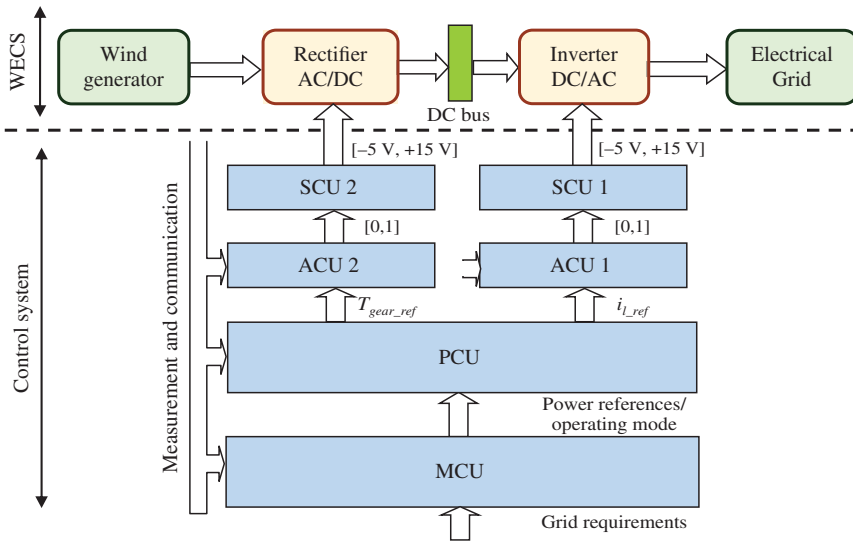 WECS
Wind
generator
Rectifier
AC/DC
DC bus
Inverter
DC/AC
Electrical
Grid
Control system
Measurement and communication
[–5 V, +15 V]
[–5 V, +15 V]
SCU 2
SCU 1
[0,1]
[0,1]
ACU 2
ACU 1
T_gear_ref
i_l_ref
PCU
Power references/
operating mode
MCU
Grid requirements